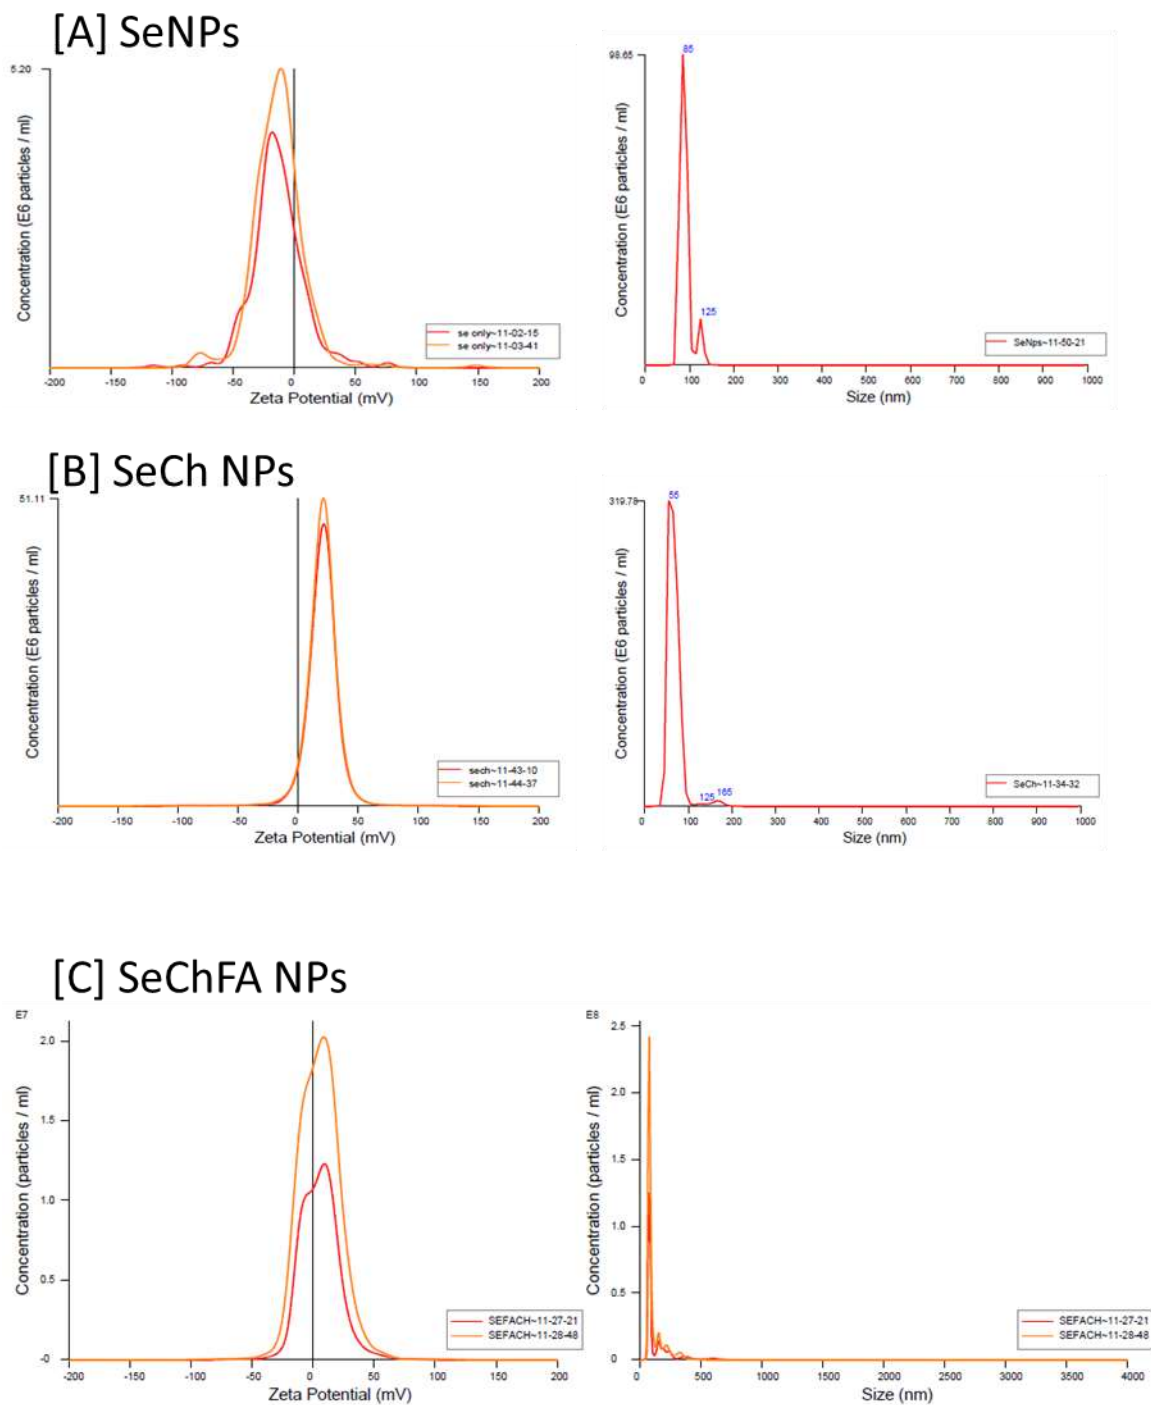 [A] SeNPs
5.20
Concentration (E6 particles / ml)
se only~11-02-15
se only~11-03-41
-200 -150 -100 -50 0 50 100 150 200
Zeta Potential (mV)
98.65
85
125
Concentration (E6 particles / ml)
SeNps~11-50-21
0 100 200 300 400 500 600 700 800 900 1000
Size (nm)
[B] SeCh NPs
51.11
Concentration (E6 particles / ml)
sech~11-43-10
sech~11-44-37
-200 -150 -100 -50 0 50 100 150 200
Zeta Potential (mV)
319.78
55
125 165
Concentration (E6 particles / ml)
SeCh~11-34-32
0 100 200 300 400 500 600 700 800 900 1000
Size (nm)
[C] SeChFA NPs
E7
2.0
1.5
1.0
0.5
-0
Concentration (particles / ml)
SEFACH~11-27-21
SEFACH~11-28-48
-200 -150 -100 -50 0 50 100 150 200
Zeta Potential (mV)
E8
2.5
2.0
1.5
1.0
0.5
0
Concentration (particles / ml)
SEFACH~11-27-21
SEFACH~11-28-48
0 500 1000 1500 2000 2500 3000 3500 4000
Size (nm)